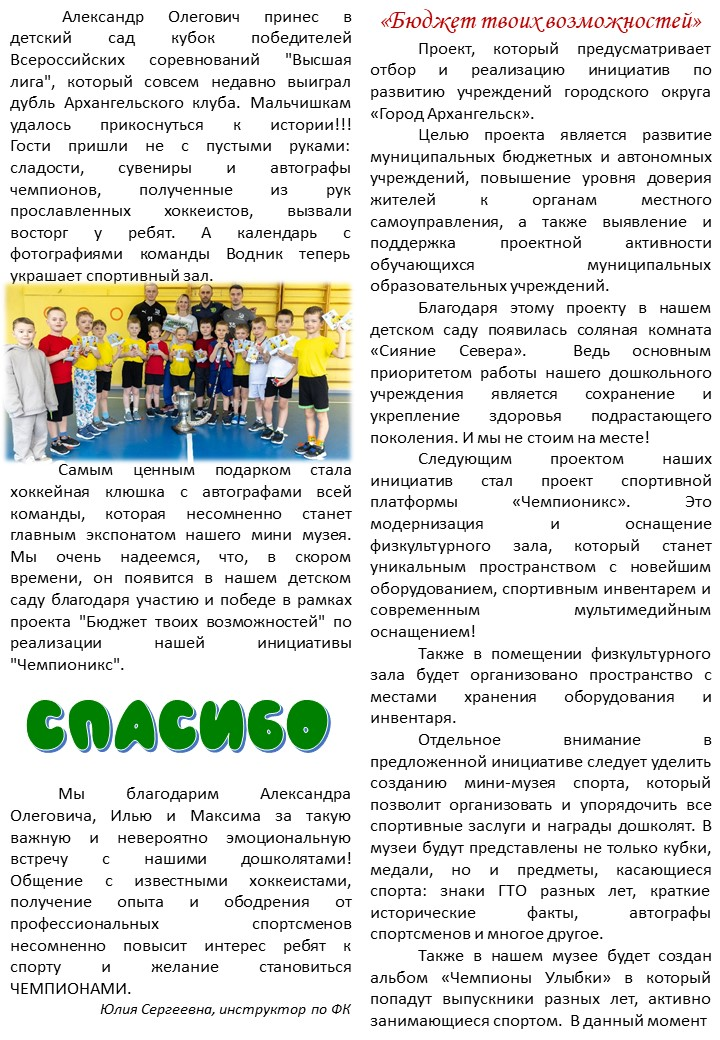 Александр Олегович принес в
детский сад кубок победителей
Всероссийских соревнований "Высшая
лига", который совсем недавно выиграл
дубль Архангельского клуба. Мальчишкам
удалось прикоснуться к истории!!!
Гости пришли не с пустыми руками:
сладости, сувениры и автографы
чемпионов, полученные из рук
прославленных хоккеистов, вызвали
восторг у ребят. А календарь с
фотографиями команды Водник теперь
украшает спортивный зал.
Самым ценным подарком стала
хоккейная клюшка с автографами всей
команды, которая несомненно станет
главным экспонатом нашего мини музея.
Мы очень надеемся, что, в скором
времени, он появится в нашем детском
саду благодаря участию и победе в рамках
проекта "Бюджет твоих возможностей" по
реализации нашей инициативы
"Чемпионикс".
СПАСИБО
Мы благодарим Александра
Олеговича, Илью и Максима за такую
важную и невероятно эмоциональную
встречу с нашими дошколятами!
Общение с известными хоккеистами,
получение опыта и ободрения от
профессиональных спортсменов
несомненно повысит интерес ребят к
спорту и желание становиться
ЧЕМПИОНАМИ.
Юлия Сергеевна, инструктор по ФК
«Бюджет твоих возможностей»
Проект, который предусматривает
отбор и реализацию инициатив по
развитию учреждений городского округа
«Город Архангельск».
Целью проекта является развитие
муниципальных бюджетных и автономных
учреждений, повышение уровня доверия
жителей к органам местного
самоуправления, а также выявление и
поддержка проектной активности
обучающихся муниципальных
образовательных учреждений.
Благодаря этому проекту в нашем
детском саду появилась соляная комната
«Сияние Севера». Ведь основным
приоритетом работы нашего дошкольного
учреждения является сохранение и
укрепление здоровья подрастающего
поколения. И мы не стоим на месте!
Следующим проектом наших
инициатив стал проект спортивной
платформы «Чемпионикс». Это
модернизация и оснащение
физкультурного зала, который станет
уникальным пространством с новейшим
оборудованием, спортивным инвентарем и
современным мультимедийным
оснащением!
Также в помещении физкультурного
зала будет организовано пространство с
местами хранения оборудования и
инвентаря.
Отдельное внимание в
предложенной инициативе следует уделить
созданию мини-музея спорта, который
позволит организовать и упорядочить все
спортивные заслуги и награды дошколят. В
музеи будут представлены не только кубки,
медали, но и предметы, касающиеся
спорта: знаки ГТО разных лет, краткие
исторические факты, автографы
спортсменов и многое другое.
Также в нашем музее будет создан
альбом «Чемпионы Улыбки» в который
попадут выпускники разных лет, активно
занимающиеся спортом. В данный момент